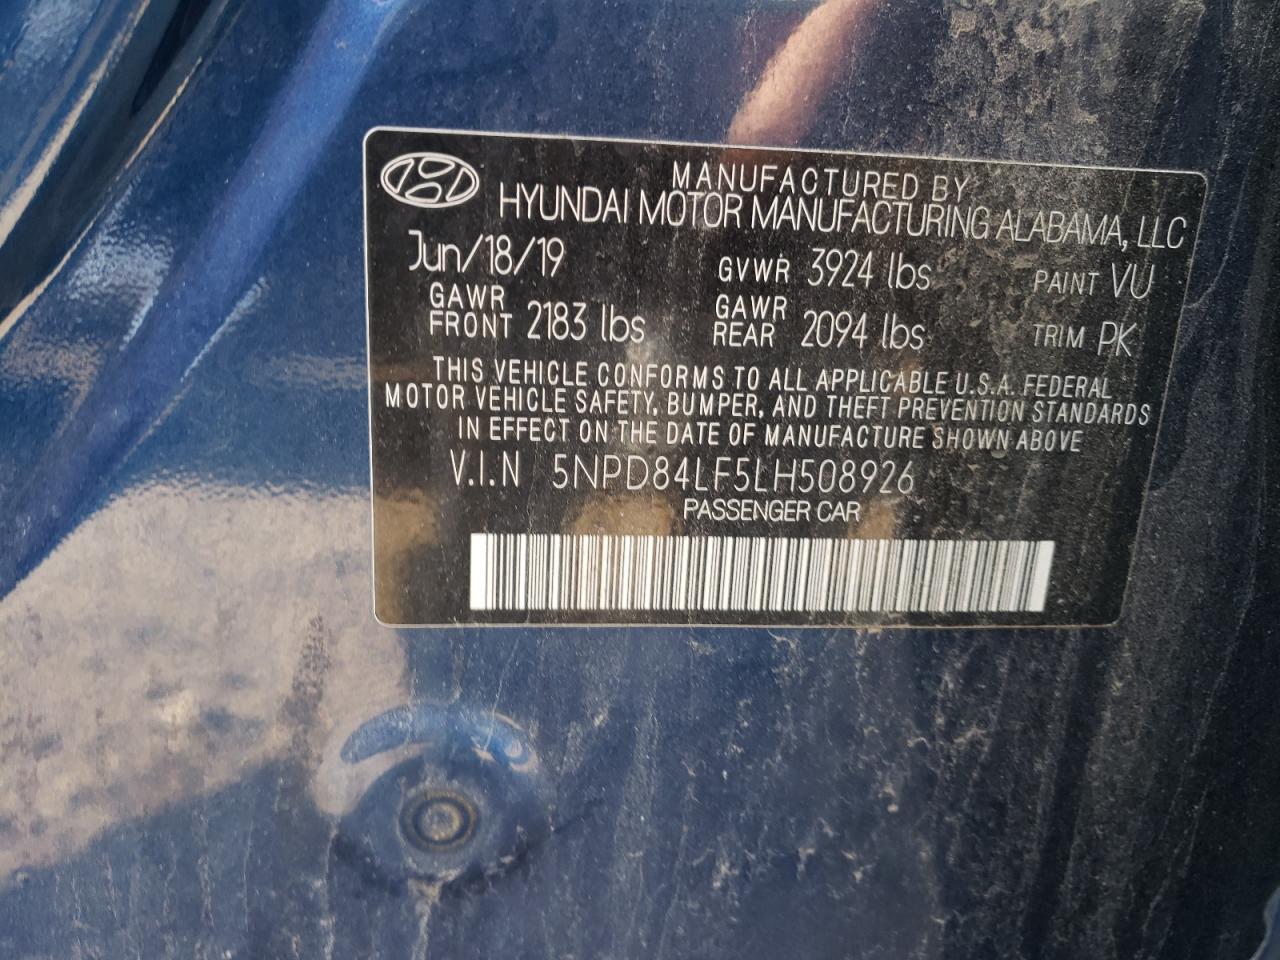 MANUFACTURED BY
HYUNDAI MOTOR MANUFACTURING ALABAMA, LLC
Jun/18/19 GVWR 3924 lbs PAINT VU
GAWR FRONT 2183 lbs GAWR REAR 2094 lbs TRIM PK
THIS VEHICLE CONFORMS TO ALL APPLICABLE U.S.A. FEDERAL
MOTOR VEHICLE SAFETY, BUMPER, AND THEFT PREVENTION STANDARDS
IN EFFECT ON THE DATE OF MANUFACTURE SHOWN ABOVE
V.I.N 5NPD84LF5LH508926
PASSENGER CAR